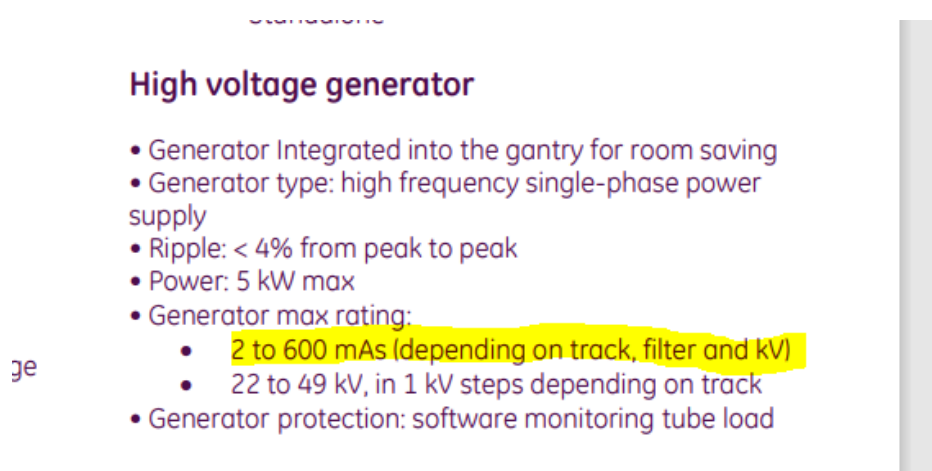 High voltage generator
• Generator Integrated into the gantry for room saving
• Generator type: high frequency single-phase power
supply
• Ripple: < 4% from peak to peak
• Power: 5 kW max
• Generator max rating:
• 2 to 600 mAs (depending on track, filter and kV)
• 22 to 49 kV, in 1 kV steps depending on track
• Generator protection: software monitoring tube load